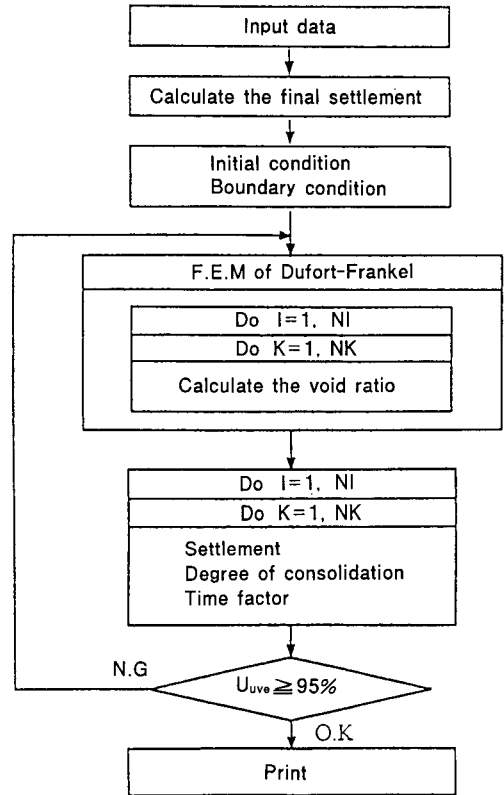 Input data
Calculate the final settlement
Initial condition
Boundary condition
F.E.M of Dufort-Frankel
Do I=1, NI
Do K=1, NK
Calculate the void ratio
Do I=1, NI
Do K=1, NK
Settlement
Degree of consolidation
Time factor
N.G
Uuve ≧ 95%
O.K
Print